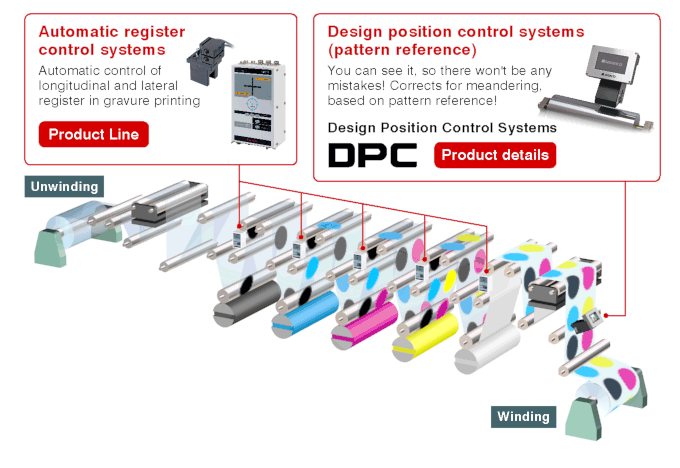 Automatic register
control systems
Automatic control of
longitudinal and lateral
register in gravure printing
Product Line
Design position control systems
(pattern reference)
You can see it, so there won't be any
mistakes! Corrects for meandering,
based on pattern reference!
Design Position Control Systems
DPC
Product details
Unwinding
Winding